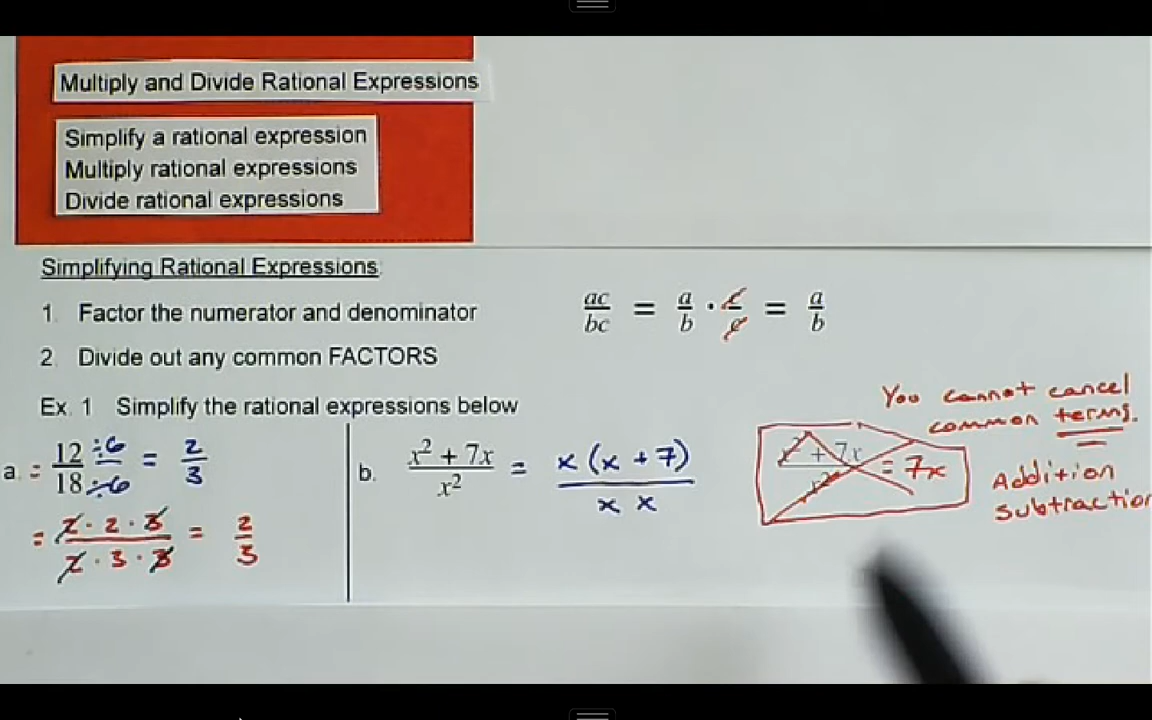 Multiply and Divide Rational Expressions
Simplify a rational expression
Multiply rational expressions
Divide rational expressions
Simplifying Rational Expressions
1. Factor the numerator and denominator
ac/bc = a/b · c/c = a/b
2. Divide out any common FACTORS
Ex. 1 Simplify the rational expressions below
You cannot cancel
common terms.
a. = 12/18 ÷6/÷6 = 2/3
b. x² + 7x / x² = x(x+7) / x x
x² + 7x / x² = 7x
Addition
Subtraction
= 2·2·3 / 2·3·3 = 2/3